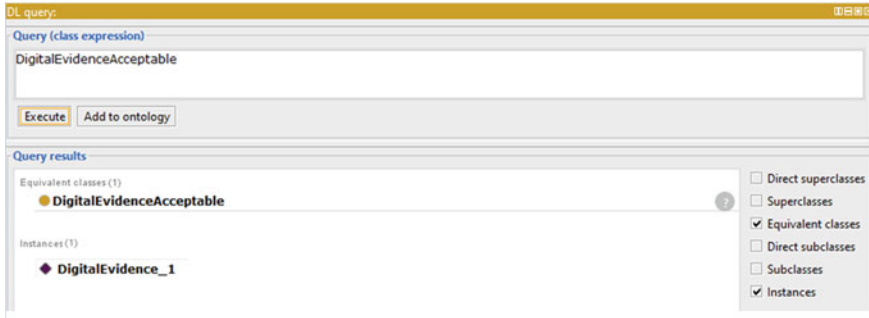 DL query:
Query (class expression)
DigitalEvidenceAcceptable
Execute Add to ontology
Query results
Equivalent classes (1)
DigitalEvidenceAcceptable
?
Instances (1)
DigitalEvidence_1
Direct superclasses
Superclasses
Equivalent classes
Direct subclasses
Subclasses
Instances